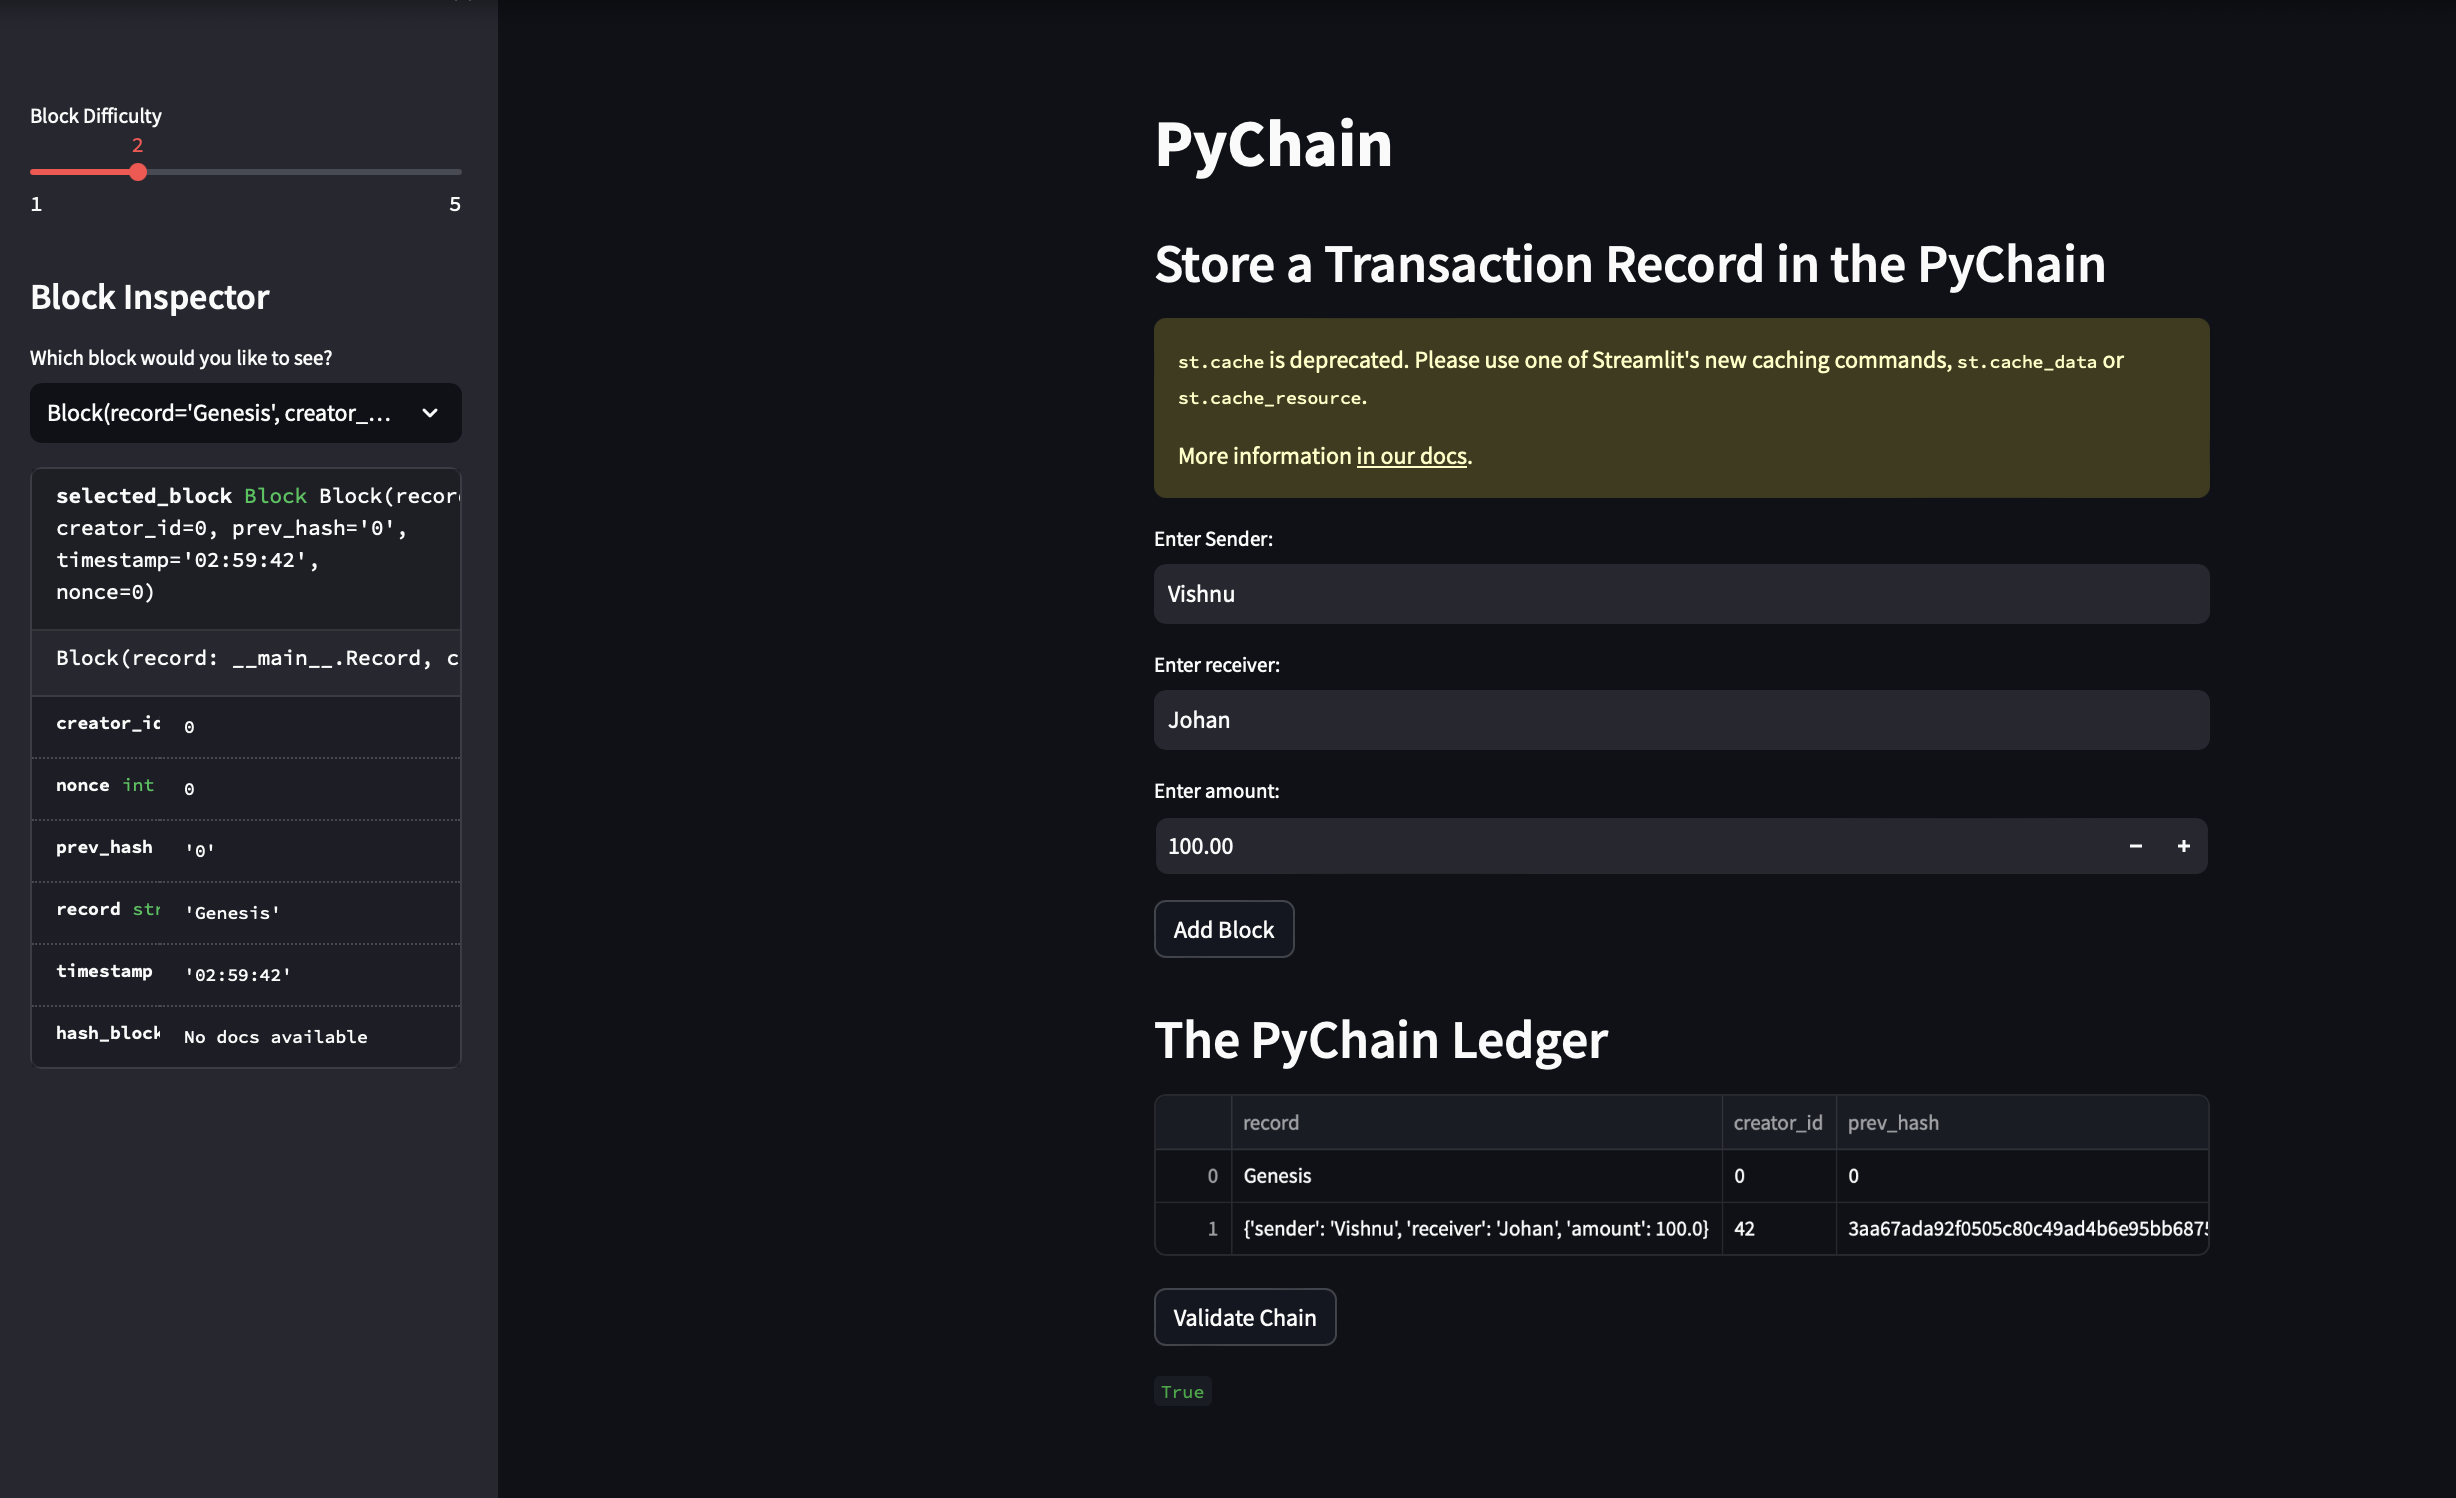 Block Difficulty
2
1 5
Block Inspector
Which block would you like to see?
Block(record='Genesis', creator_...
selected_block Block Block(recor
creator_id=0, prev_hash='0',
timestamp='02:59:42',
nonce=0)
Block(record: __main__.Record, c
creator_id 0
nonce int 0
prev_hash '0'
record str 'Genesis'
timestamp '02:59:42'
hash_block No docs available
PyChain
Store a Transaction Record in the PyChain
st.cache is deprecated. Please use one of Streamlit's new caching commands, st.cache_data or
st.cache_resource.
More information in our docs.
Enter Sender:
Vishnu
Enter receiver:
Johan
Enter amount:
100.00 − +
Add Block
The PyChain Ledger
record creator_id prev_hash
0 Genesis 0 0
1 {'sender': 'Vishnu', 'receiver': 'Johan', 'amount': 100.0} 42 3aa67ada92f0505c80c49ad4b6e95bb6875
Validate Chain
True